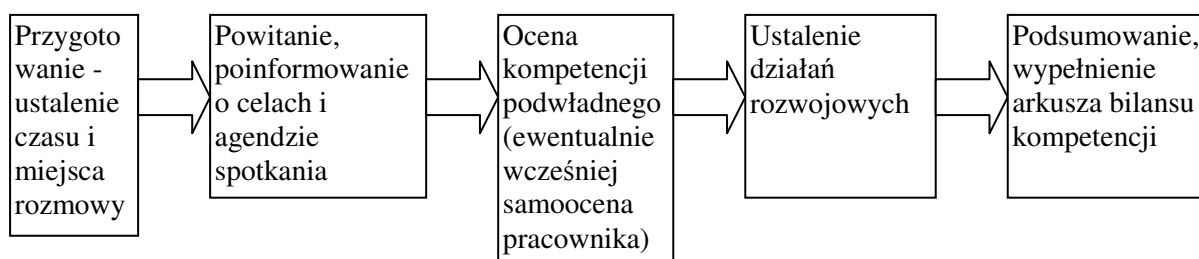 Przygoto
wanie -
ustalenie
czasu i
miejsca
rozmowy
Powitanie,
poinformowanie
o celach i
agendzie
spotkania
Ocena
kompetencji
podwładnego
(ewentualnie
wcześniej
samoocena
pracownika)
Ustalenie
działań
rozwojowych
Podsumowanie,
wypełnienie
arkusza bilansu
kompetencji